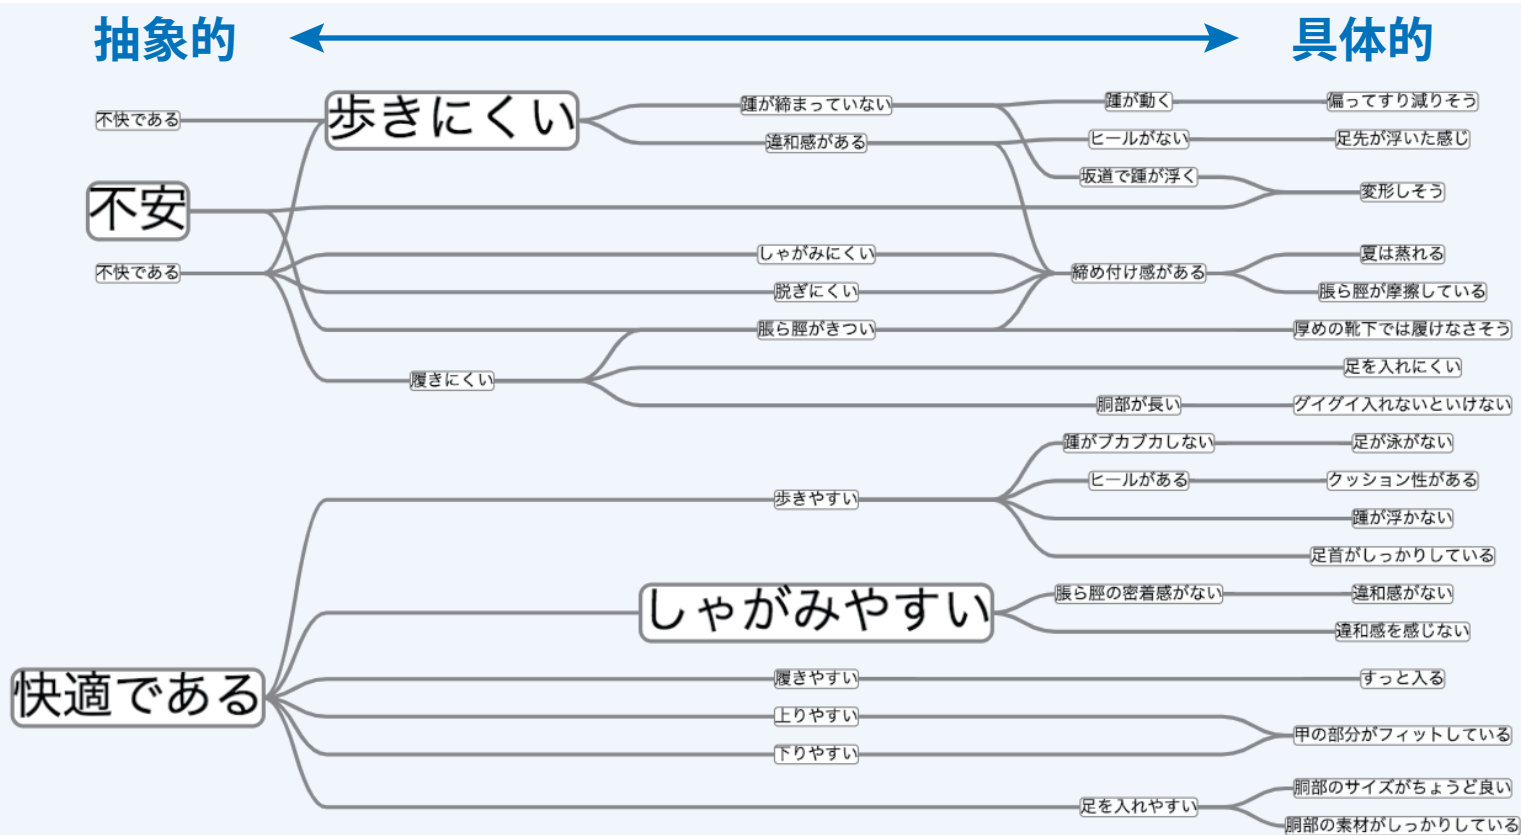 抽象的
具体的
不快である
歩きにくい
踵が締まっていない
踵が動く
偏ってすり減りそう
違和感がある
ヒールがない
足先が浮いた感じ
坂道で踵が浮く
変形しそう
不安
しゃがみにくい
夏は蒸れる
不快である
締め付け感がある
脱ぎにくい
脹ら脛が摩擦している
脹ら脛がきつい
厚めの靴下では履けなさそう
足を入れにくい
履きにくい
胴部が長い
グイグイ入れないといけない
踵がブカブカしない
足が泳がない
ヒールがある
クッション性がある
歩きやすい
踵が浮かない
足首がしっかりしている
脹ら脛の密着感がない
違和感がない
しゃがみやすい
違和感を感じない
快適である
履きやすい
すっと入る
上りやすい
甲の部分がフィットしている
下りやすい
胴部のサイズがちょうど良い
足を入れやすい
胴部の素材がしっかりしている